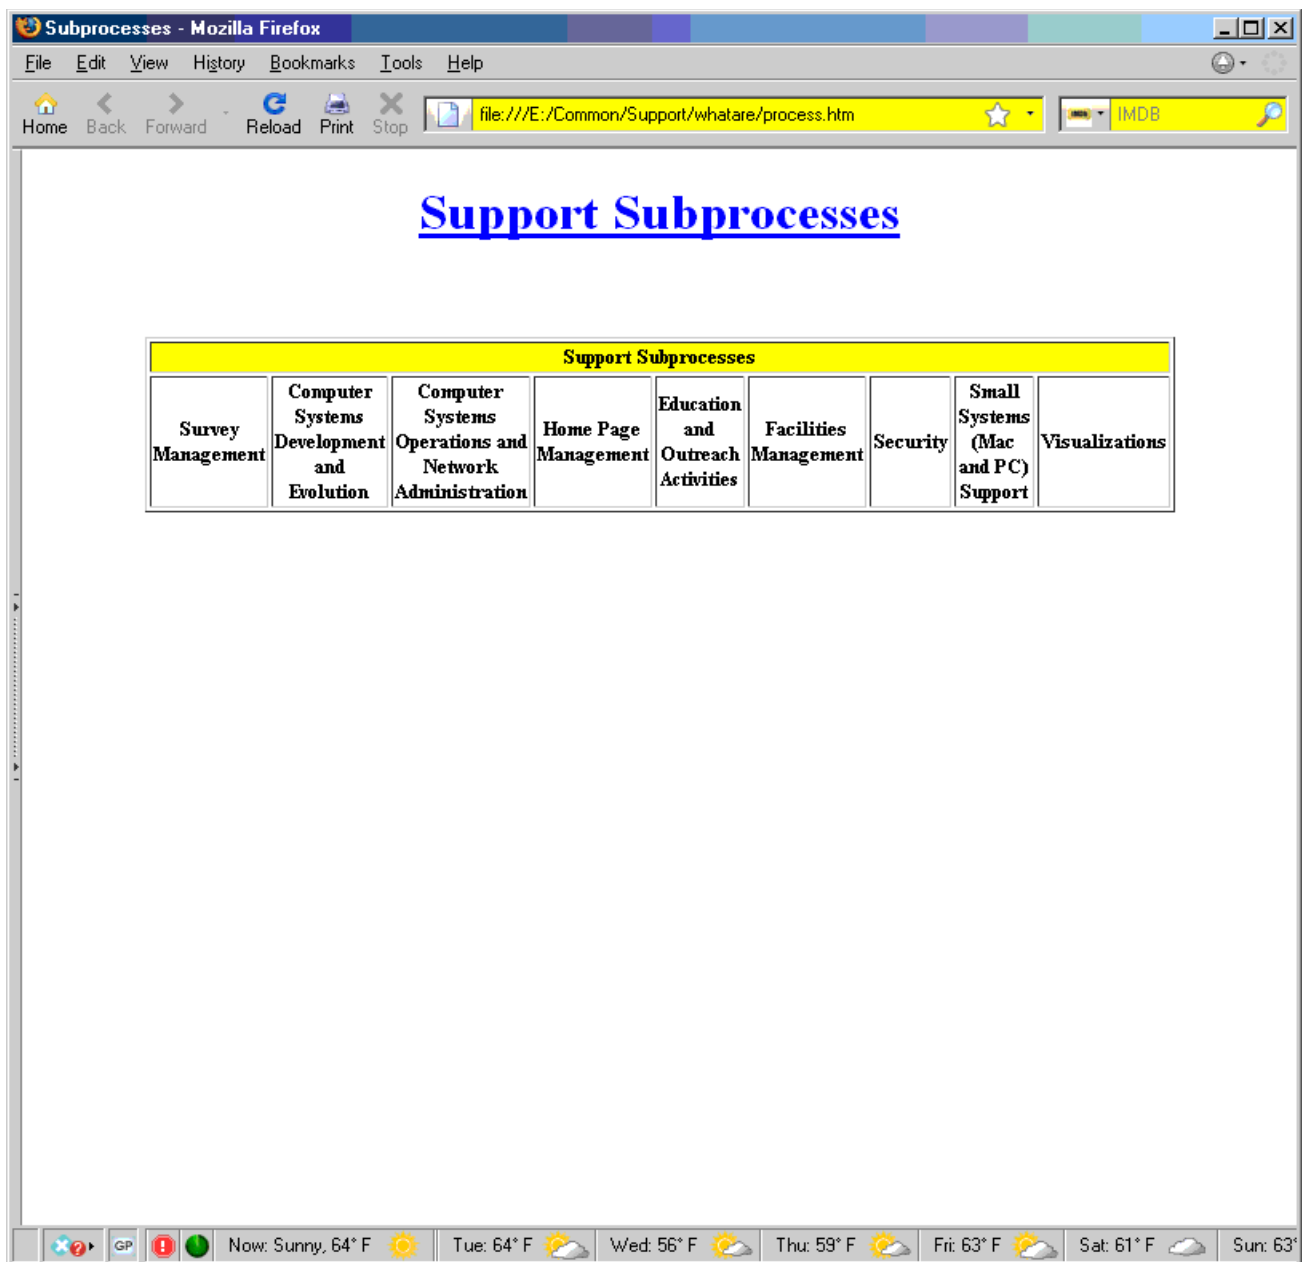 Subprocesses - Mozilla Firefox
File Edit View History Bookmarks Tools Help
Home Back Forward Reload Print Stop file:///E:/Common/Support/whatare/process.htm IMDB
Support Subprocesses
Support Subprocesses
Survey
Management
Computer
Systems
Development
and
Evolution
Computer
Systems
Operations and
Network
Administration
Home Page
Management
Education
and
Outreach
Activities
Facilities
Management
Security
Small
Systems
(Mac
and PC)
Support
Visualizations
GP Now: Sunny, 64° F Tue: 64° F Wed: 56° F Thu: 59° F Fri: 63° F Sat: 61° F Sun: 63°